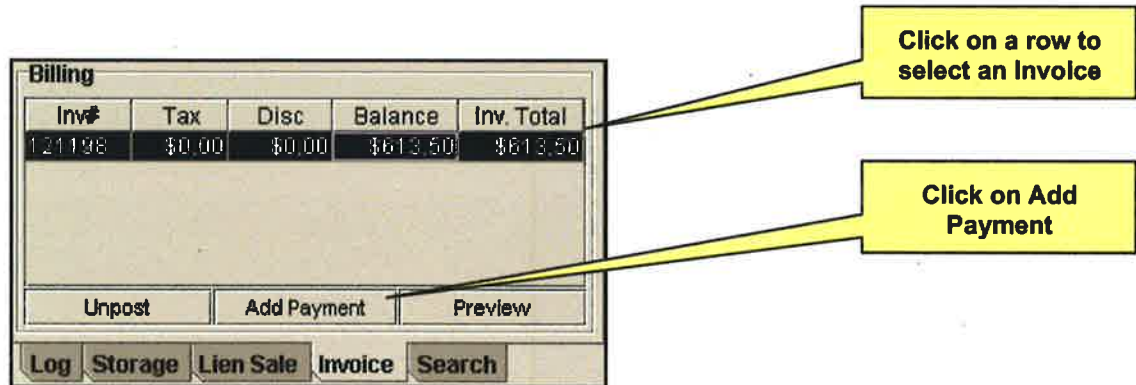 Click on a row to
select an Invoice
Billing
Inv# Tax Disc Balance Inv. Total
121198 $0.00 $0.00 $613.50 $613.50
Click on Add
Payment
Unpost Add Payment Preview
Log Storage Lien Sale Invoice Search